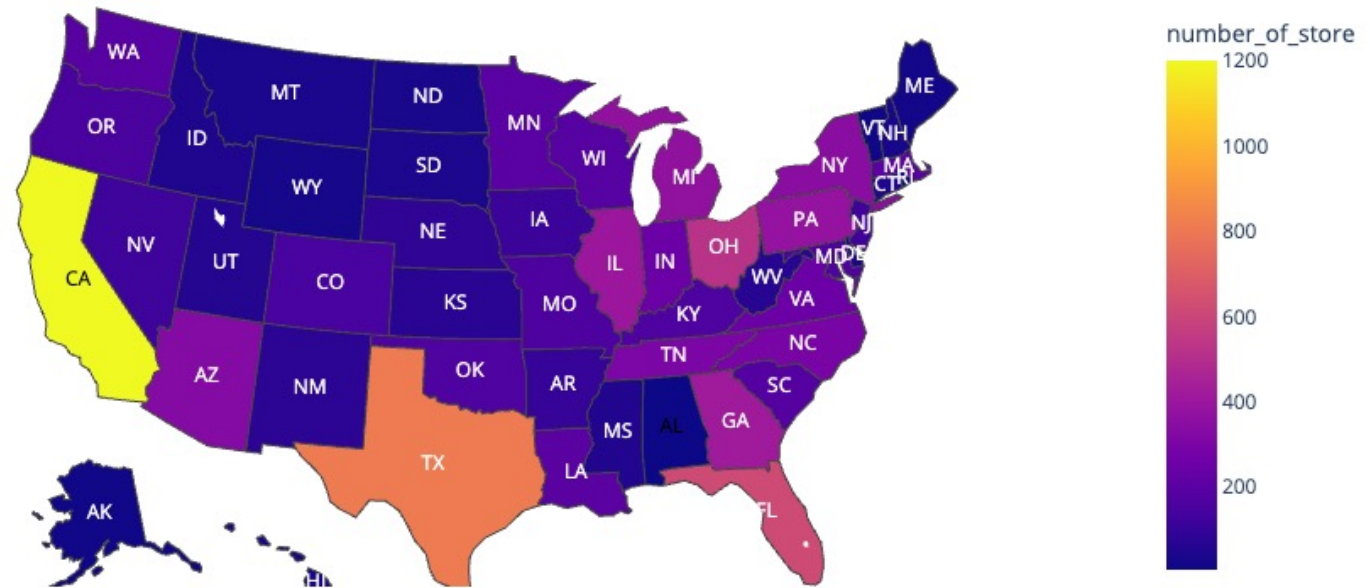 number_of_store
1200
1000
800
600
400
200
WA
OR
ID
MT
ND
MN
WI
MI
NY
VT
NH
ME
MA
CT
RI
WY
SD
IA
NE
NV
UT
CO
CA
KS
MO
IL
IN
OH
PA
NJ
MD
DE
WV
VA
KY
NC
TN
AZ
NM
OK
AR
SC
MS
AL
GA
TX
LA
FL
AK
HI